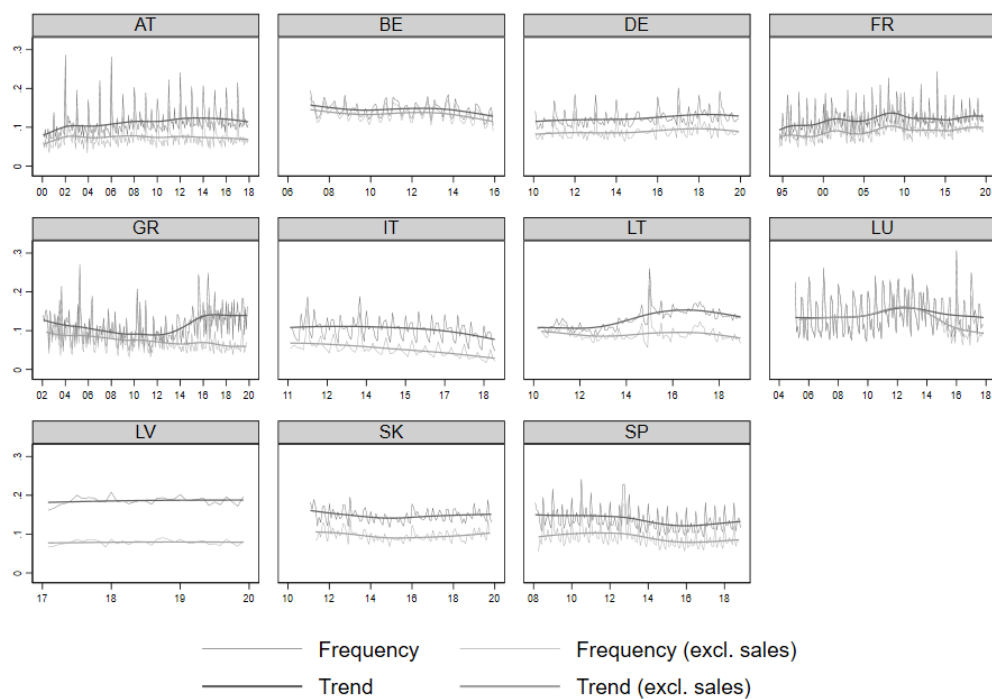 AT BE DE FR
.3
.2
.1
0
00 02 04 06 08 10 12 14 16 18 06 08 10 12 14 16 10 12 14 16 18 20 95 00 05 10 15 20
GR IT LT LU
.3
.2
.1
0
02 04 06 08 10 12 14 16 18 20 11 13 14 16 18 10 12 14 16 18 20 04 06 08 10 12 14 16 18
LV SK SP
.3
.2
.1
0
17 18 19 20 10 12 14 16 18 20 08 10 12 14 16 18
Frequency Frequency (excl. sales)
Trend Trend (excl. sales)